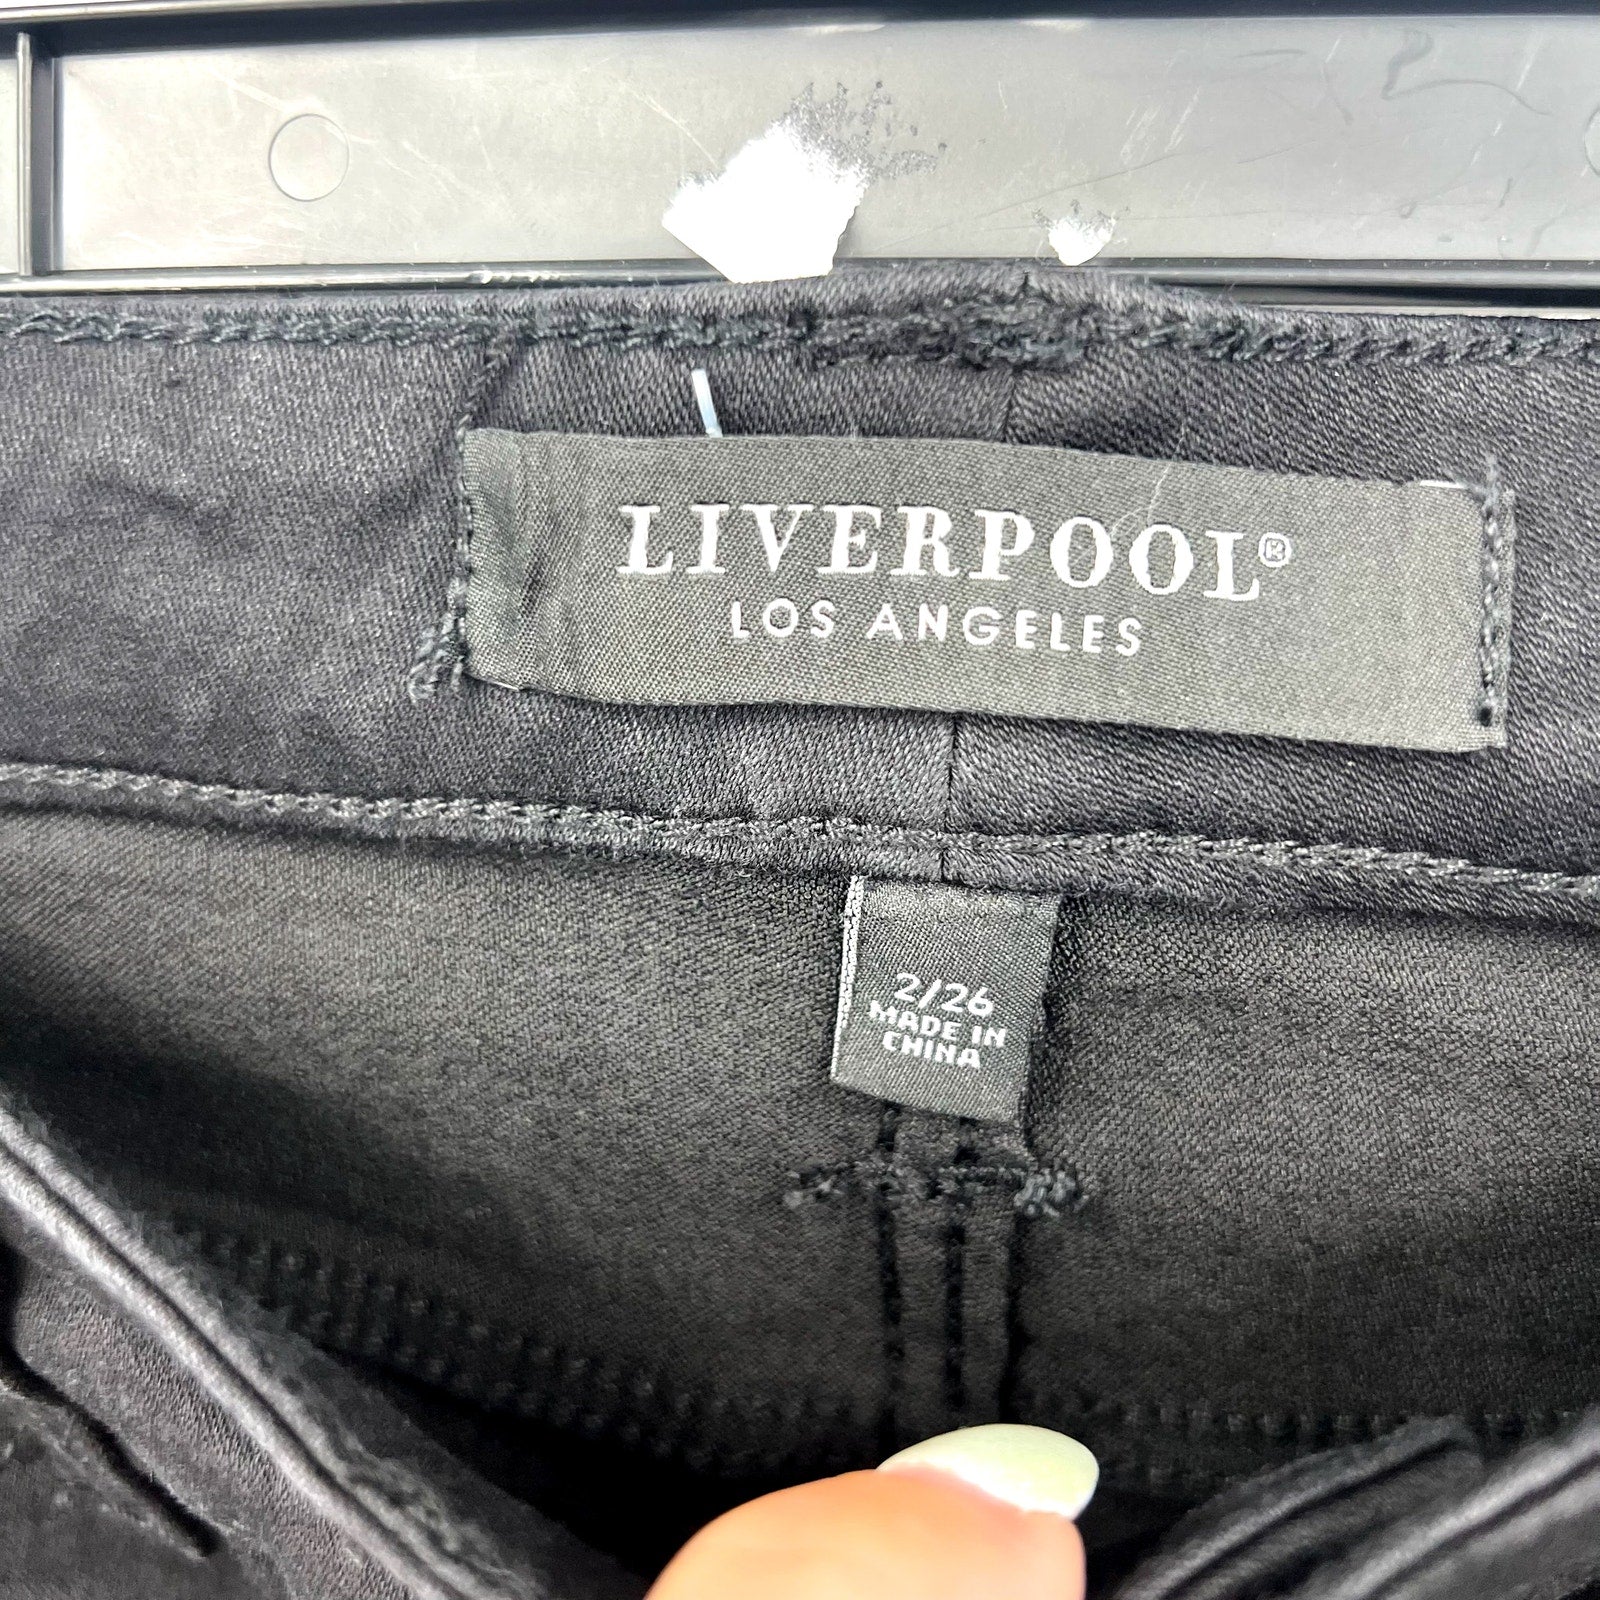 LIVERPOOL®
LOS ANGELES
2/26
MADE IN
CHINA